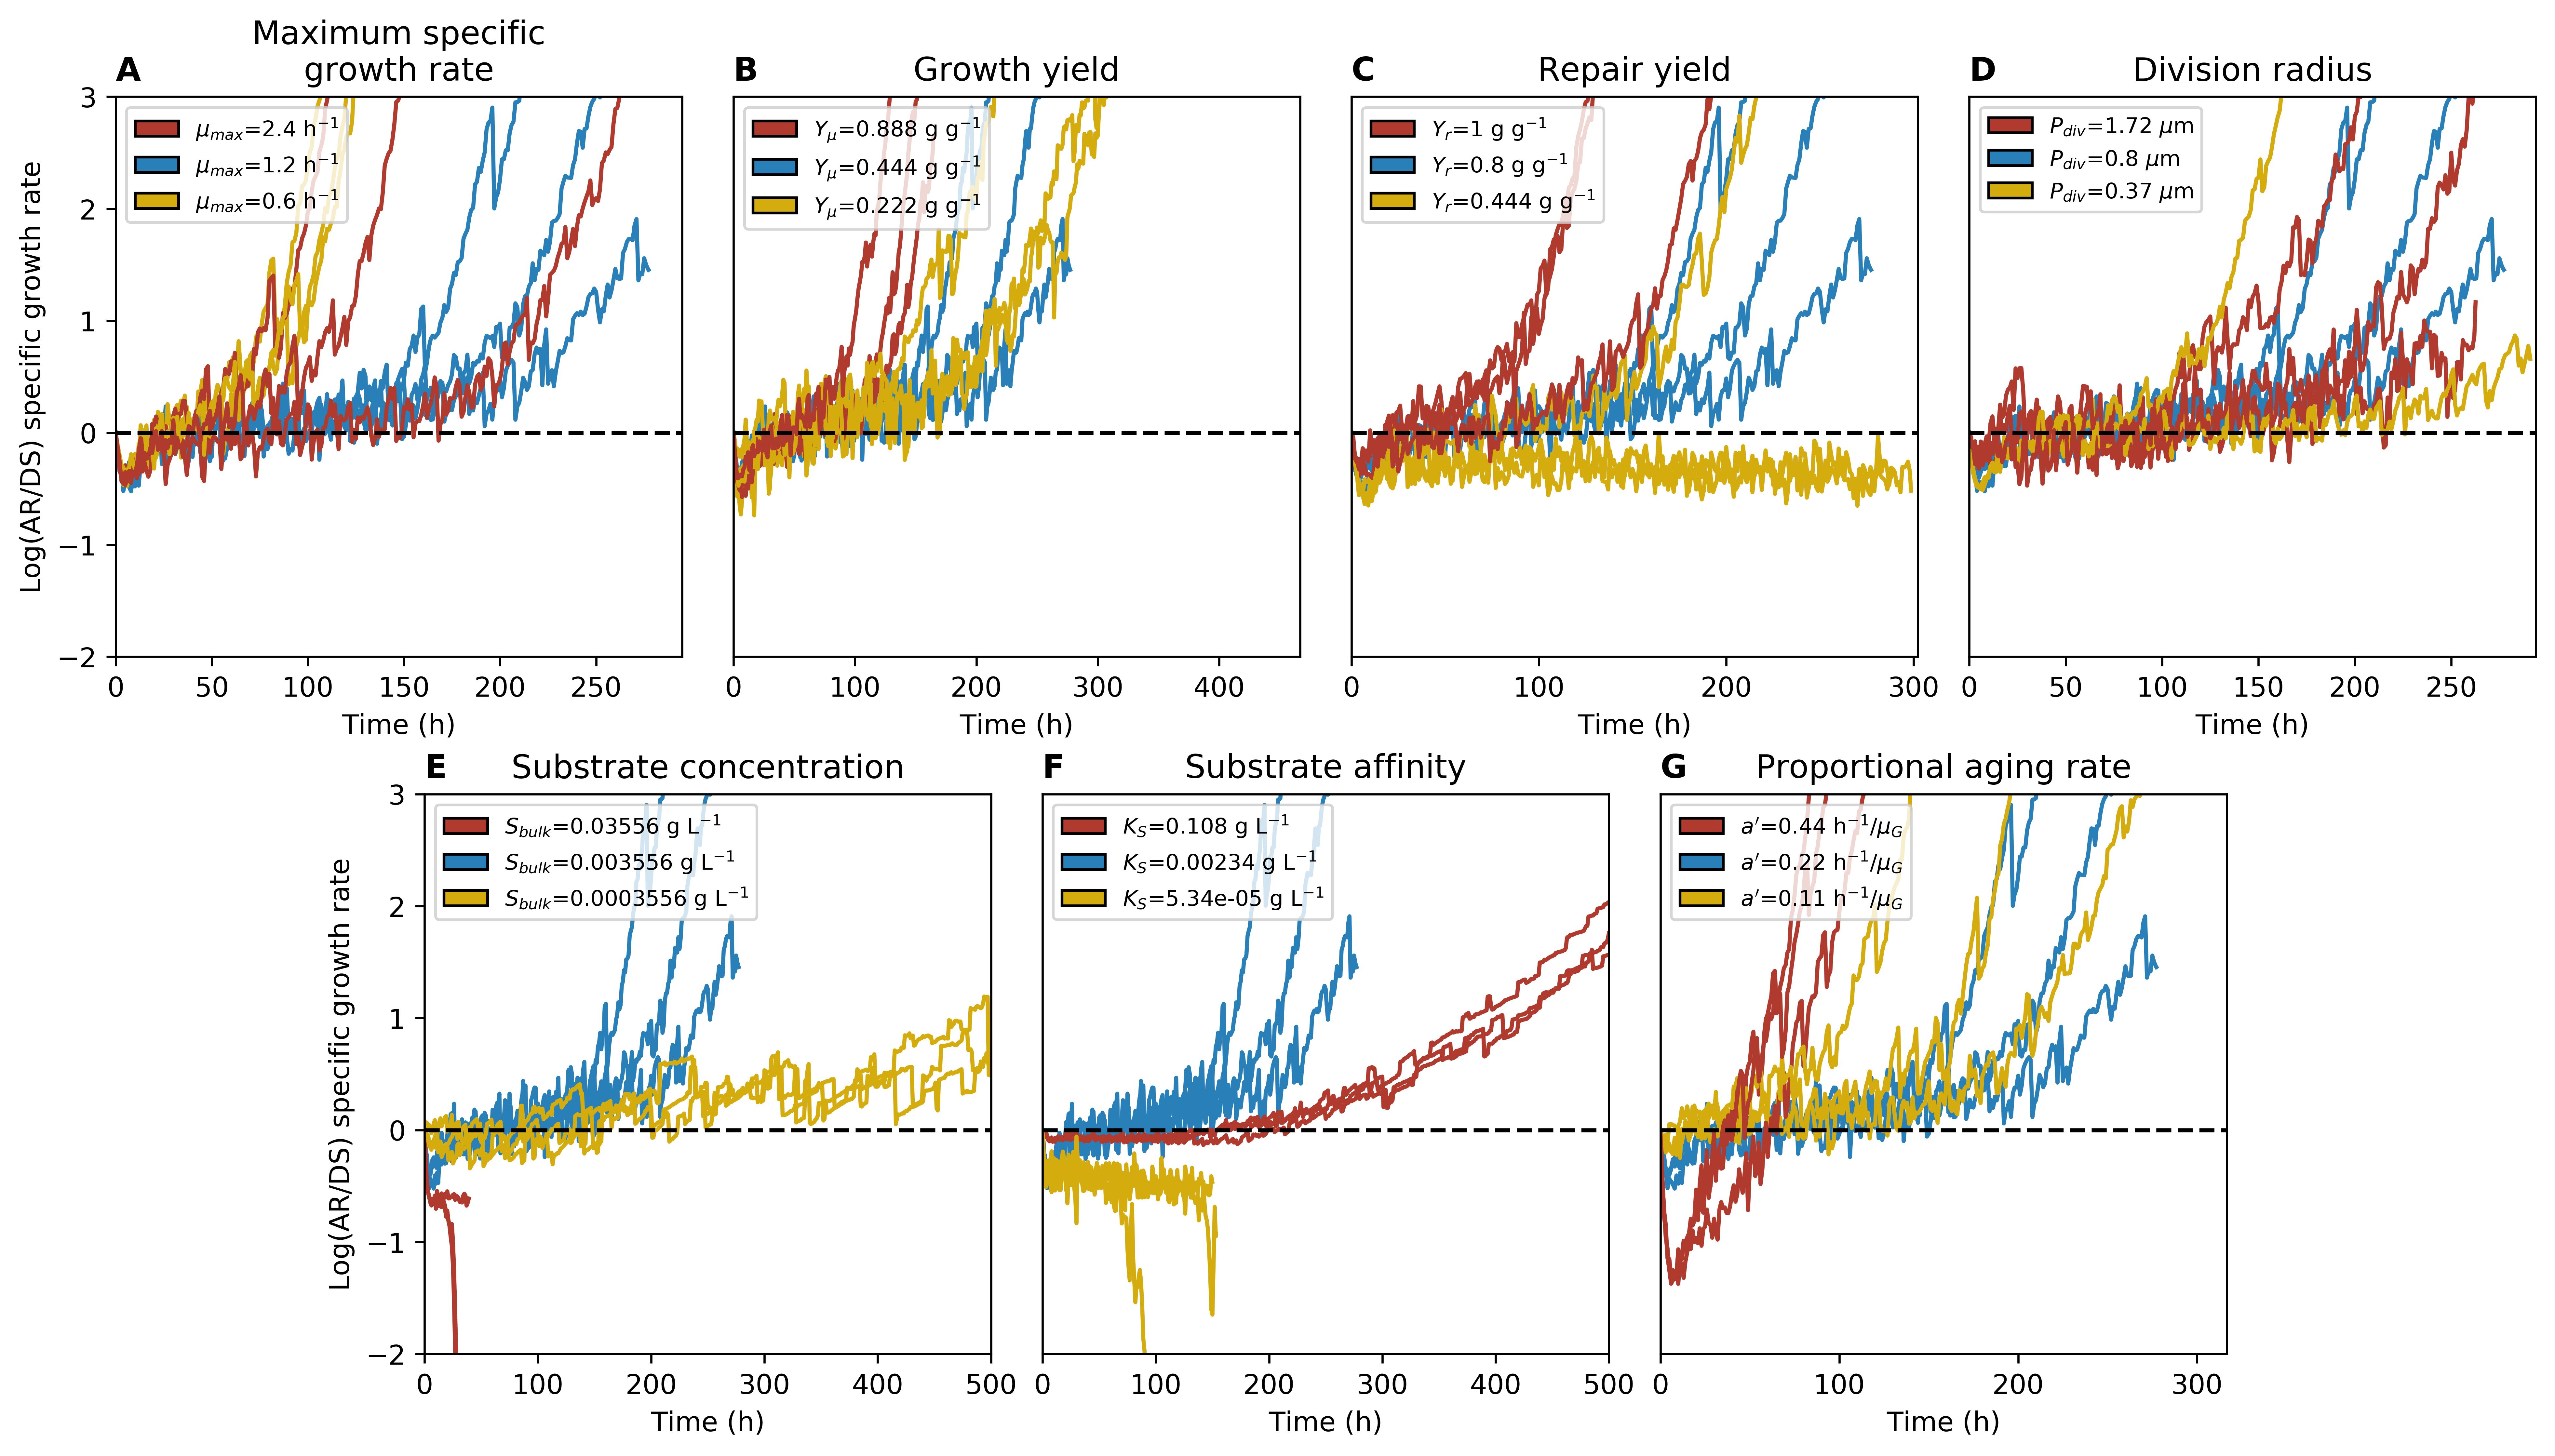 Maximum specific
growth rate
A
B Growth yield
C Repair yield
D Division radius
Log(AR/DS) specific growth rate
3
2
1
0
−1
−2
μmax=2.4 h⁻¹
μmax=1.2 h⁻¹
μmax=0.6 h⁻¹
0 50 100 150 200 250
Time (h)
Yμ=0.888 g g⁻¹
Yμ=0.444 g g⁻¹
Yμ=0.222 g g⁻¹
0 100 200 300 400
Time (h)
Yr=1 g g⁻¹
Yr=0.8 g g⁻¹
Yr=0.444 g g⁻¹
0 100 200 300
Time (h)
Pdiv=1.72 μm
Pdiv=0.8 μm
Pdiv=0.37 μm
0 50 100 150 200 250
Time (h)
E Substrate concentration
F Substrate affinity
G Proportional aging rate
Log(AR/DS) specific growth rate
3
2
1
0
−1
−2
Sbulk=0.03556 g L⁻¹
Sbulk=0.003556 g L⁻¹
Sbulk=0.0003556 g L⁻¹
0 100 200 300 400 500
Time (h)
KS=0.108 g L⁻¹
KS=0.00234 g L⁻¹
KS=5.34e-05 g L⁻¹
0 100 200 300 400 500
Time (h)
a′=0.44 h⁻¹/μG
a′=0.22 h⁻¹/μG
a′=0.11 h⁻¹/μG
0 100 200 300
Time (h)